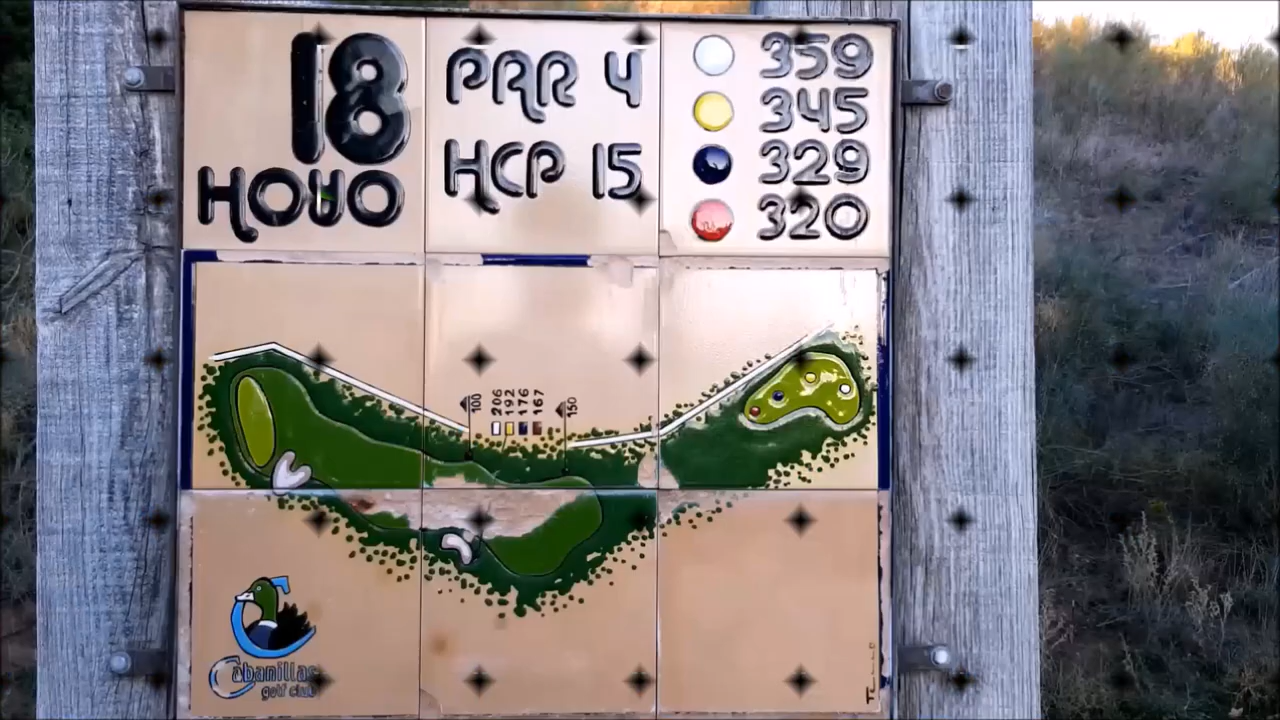 18
HOYO
PAR 4
HCP 15
359
345
329
320
100
206
192
176
167
150
Cabanillas
golf club
TELLO